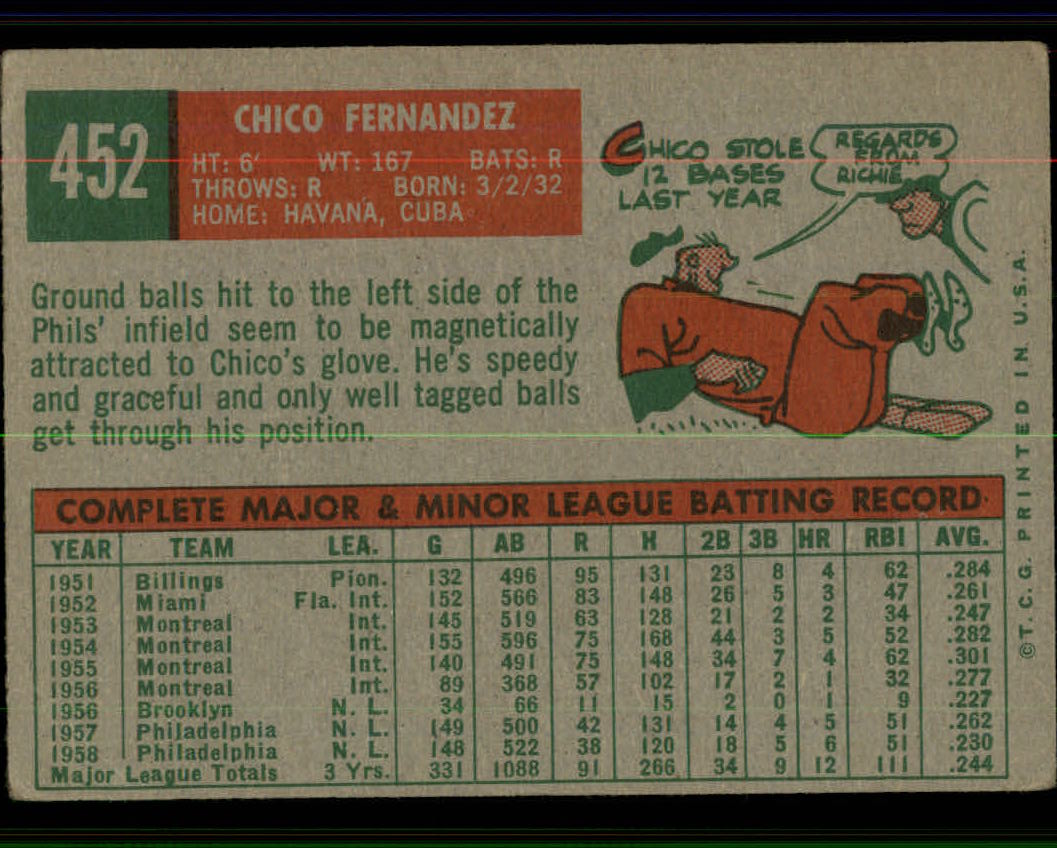 452
CHICO FERNANDEZ
HT: 6' WT: 167 BATS: R
THROWS: R BORN: 3/2/32
HOME: HAVANA, CUBA
CHICO STOLE
12 BASES
LAST YEAR
REGARDS
FROM
RICHIE
Ground balls hit to the left side of the
Phils' infield seem to be magnetically
attracted to Chico's glove. He's speedy
and graceful and only well tagged balls
get through his position.
COMPLETE MAJOR & MINOR LEAGUE BATTING RECORD
YEAR TEAM LEA. G AB R H 2B 3B HR RBI AVG.
1951 Billings Pion. 132 496 95 131 23 8 4 62 .284
1952 Miami Fla. Int. 152 566 83 148 26 5 3 47 .261
1953 Montreal Int. 145 519 63 128 21 2 2 34 .247
1954 Montreal Int. 155 596 75 168 44 3 5 52 .282
1955 Montreal Int. 140 491 75 148 34 7 4 62 .301
1956 Montreal Int. 89 368 57 102 17 2 1 32 .277
1956 Brooklyn N. L. 34 66 11 15 2 0 1 9 .227
1957 Philadelphia N. L. 149 500 42 131 14 4 5 51 .262
1958 Philadelphia N. L. 148 522 38 120 18 5 6 51 .230
Major League Totals 3 Yrs. 331 1088 91 266 34 9 12 111 .244
©T. C. G. PRINTED IN U.S.A.